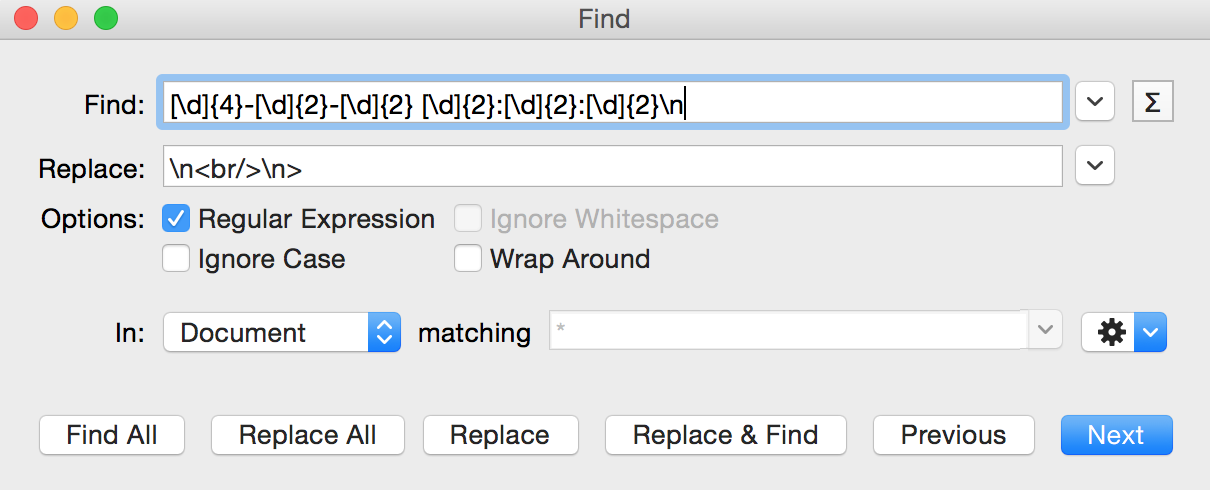 Find
Find: [\d]{4}-[\d]{2}-[\d]{2} [\d]{2}:[\d]{2}:[\d]{2}\n Σ
Replace: \n<br/>\n>
Options: Regular Expression Ignore Whitespace
Ignore Case Wrap Around
In: Document matching *
Find All Replace All Replace Replace & Find Previous Next